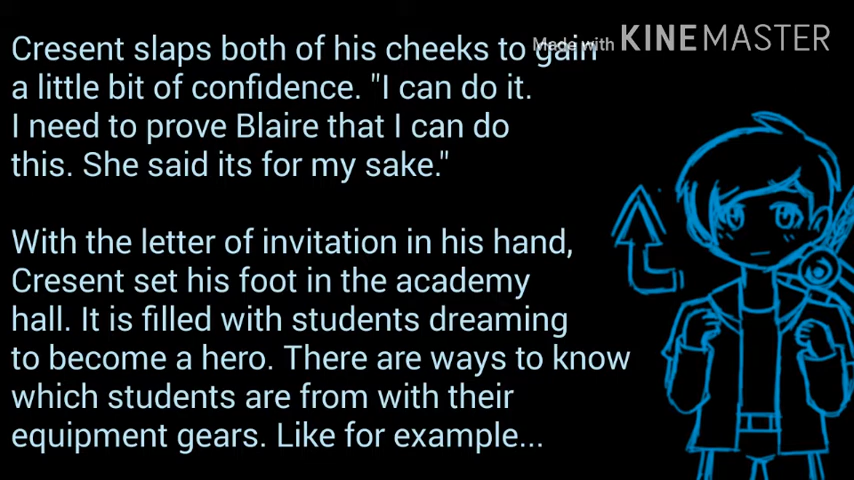 Cresent slaps both of his cheeks to gain
Made with KINEMASTER
a little bit of confidence. "I can do it.
I need to prove Blaire that I can do
this. She said its for my sake."
With the letter of invitation in his hand,
Cresent set his foot in the academy
hall. It is filled with students dreaming
to become a hero. There are ways to know
which students are from with their
equipment gears. Like for example...